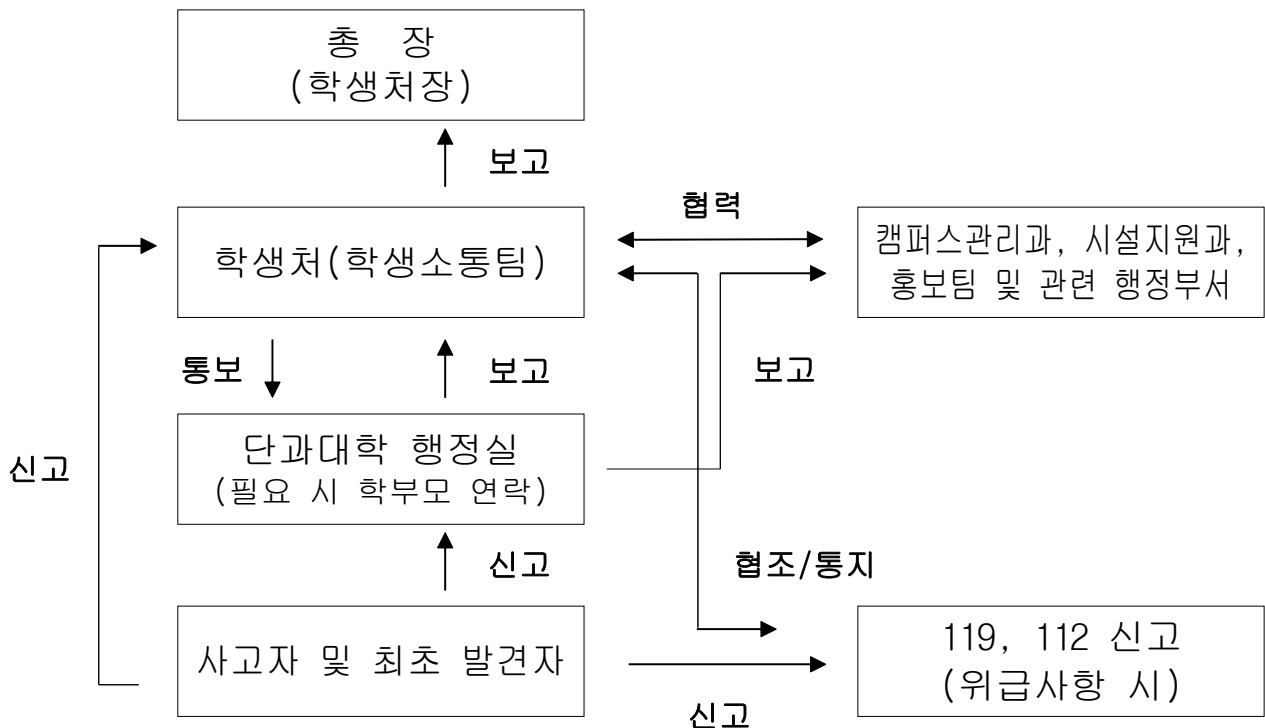 총 장
(학생처장)
보고
협력
학생처(학생소통팀)
캠퍼스관리과, 시설지원과,
홍보팀 및 관련 행정부서
통보
보고
보고
단과대학 행정실
(필요 시 학부모 연락)
신고
신고
협조/통지
사고자 및 최초 발견자
119, 112 신고
(위급사항 시)
신고